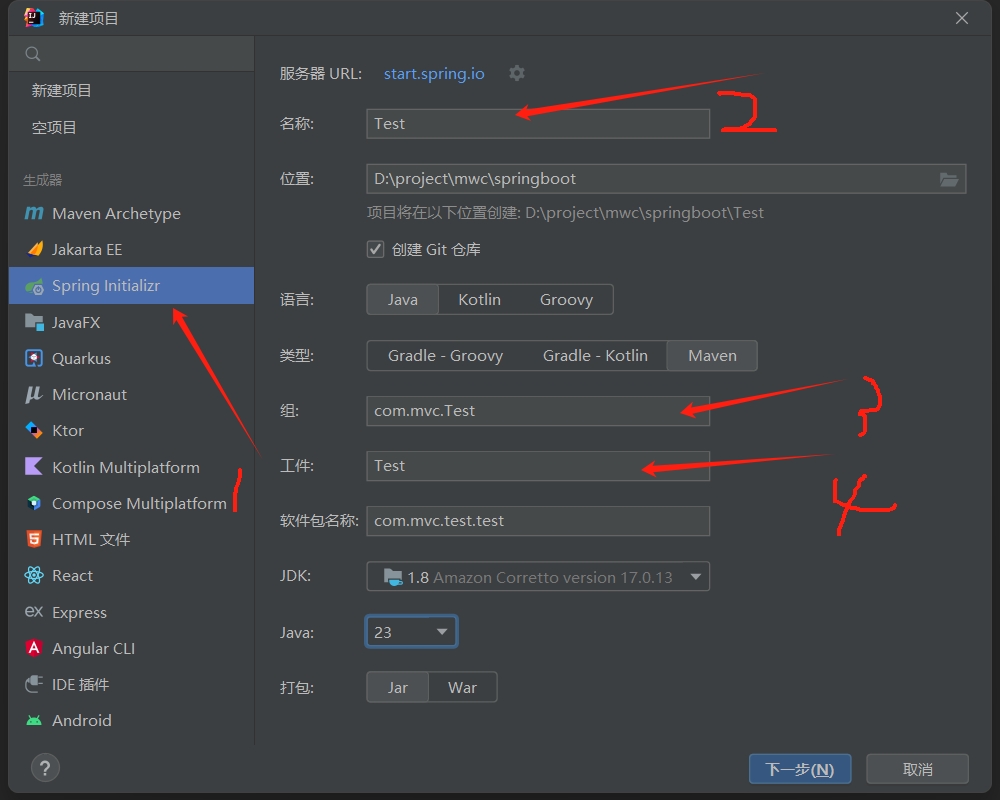 新建项目
新建项目
空项目
生成器
Maven Archetype
Jakarta EE
Spring Initializr
JavaFX
Quarkus
Micronaut
Ktor
Kotlin Multiplatform
Compose Multiplatform
HTML 文件
React
ex Express
Angular CLI
IDE 插件
Android
?
1
服务器 URL: start.spring.io
名称: Test
2
位置: D:\project\mwc\springboot
项目将在以下位置创建: D:\project\mwc\springboot\Test
创建 Git 仓库
语言: Java Kotlin Groovy
类型: Gradle - Groovy Gradle - Kotlin Maven
组: com.mvc.Test
3
工件: Test
4
软件包名称: com.mvc.test.test
JDK: 1.8 Amazon Corretto version 17.0.13
Java: 23
打包: Jar War
下一步(N) 取消